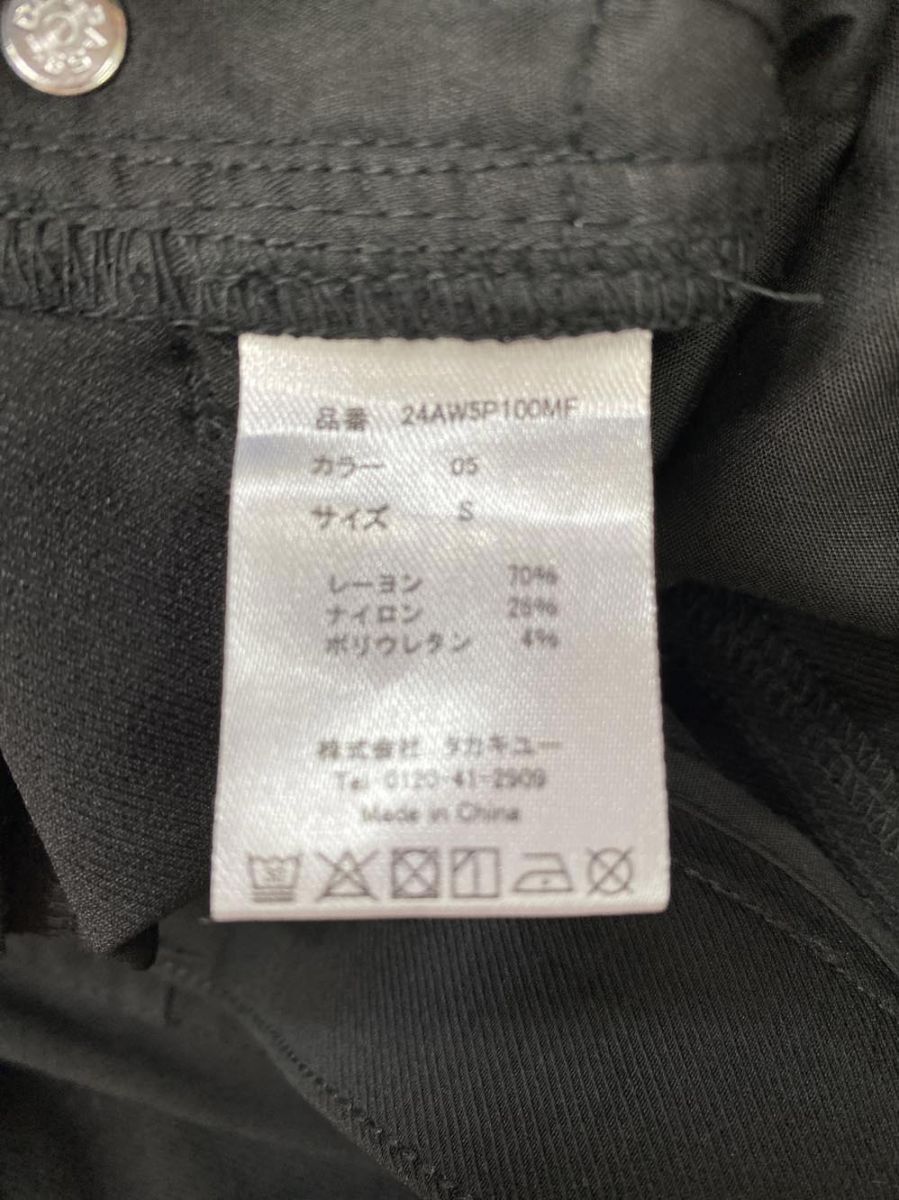 品番 24AW5P100MF
カラー 05
サイズ S
レーヨン 70%
ナイロン 26%
ポリウレタン 4%
株式会社 タカキュー
Tel. 0120-41-2909
Made in China
30